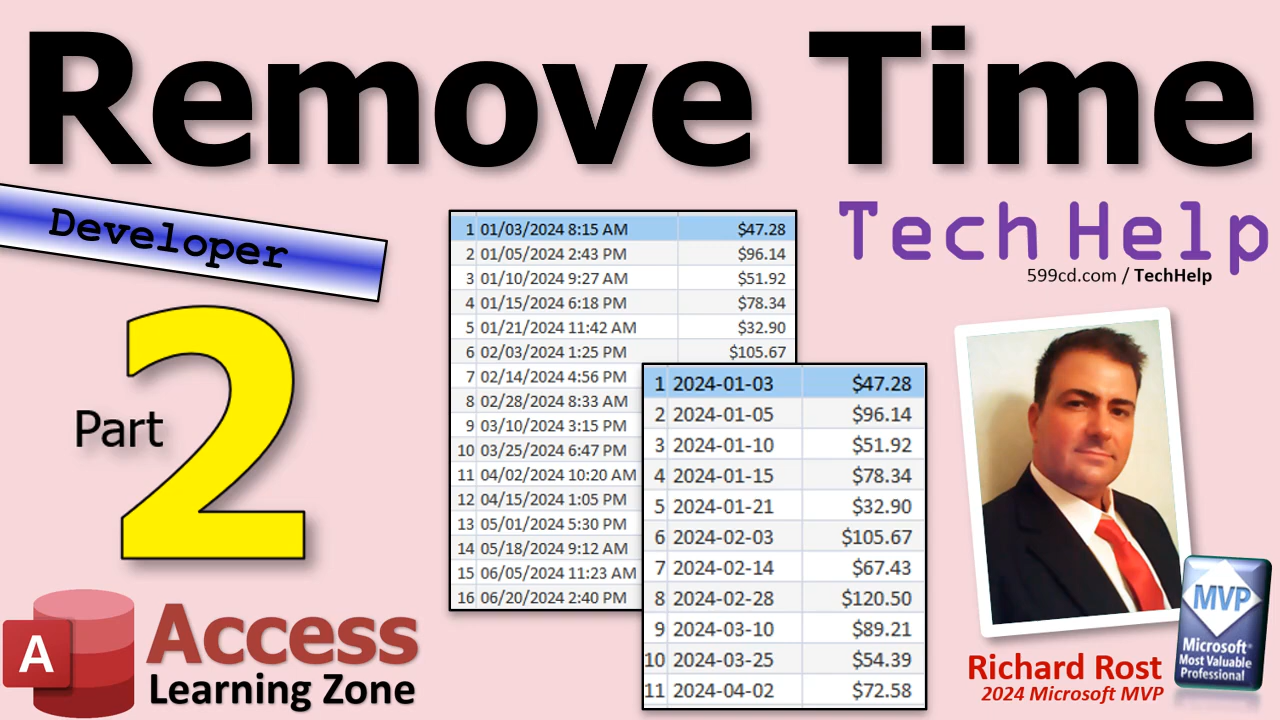 Remove Time
Developer
Part 2
TechHelp
599cd.com / TechHelp
1 01/03/2024 8:15 AM $47.28
2 01/05/2024 2:43 PM $96.14
3 01/10/2024 9:27 AM $51.92
4 01/15/2024 6:18 PM $78.34
5 01/21/2024 11:42 AM $32.90
6 02/03/2024 1:25 PM $105.67
7 02/14/2024 4:56 PM
8 02/28/2024 8:33 AM
9 03/10/2024 3:15 PM
10 03/25/2024 6:47 PM
11 04/02/2024 10:20 AM
12 04/15/2024 1:05 PM
13 05/01/2024 5:30 PM
14 05/18/2024 9:12 AM
15 06/05/2024 11:23 AM
16 06/20/2024 2:40 PM
1 2024-01-03 $47.28
2 2024-01-05 $96.14
3 2024-01-10 $51.92
4 2024-01-15 $78.34
5 2024-01-21 $32.90
6 2024-02-03 $105.67
7 2024-02-14 $67.43
8 2024-02-28 $120.50
9 2024-03-10 $89.21
10 2024-03-25 $54.39
11 2024-04-02 $72.58
A
Access
Learning Zone
MVP
Microsoft®
Most Valuable
Professional
Richard Rost
2024 Microsoft MVP